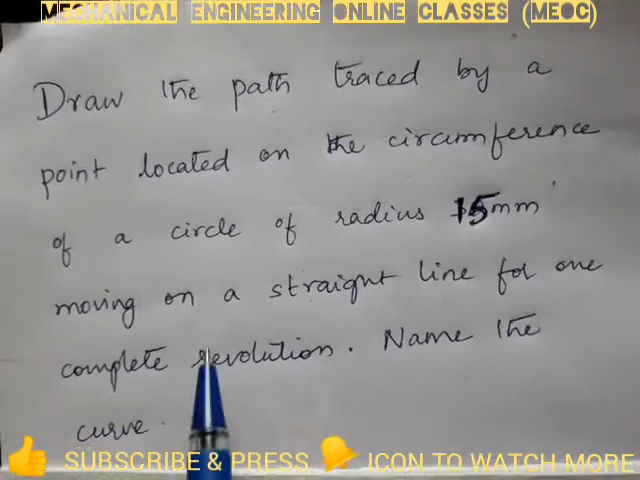 MECHANICAL ENGINEERING ONLINE CLASSES (MEOC)
Draw the path traced by a
point located on the circumference
of a circle of radius 15mm
moving on a straight line for one
complete revolution. Name the
curve.
👍 SUBSCRIBE & PRESS 🔔 ICON TO WATCH MORE